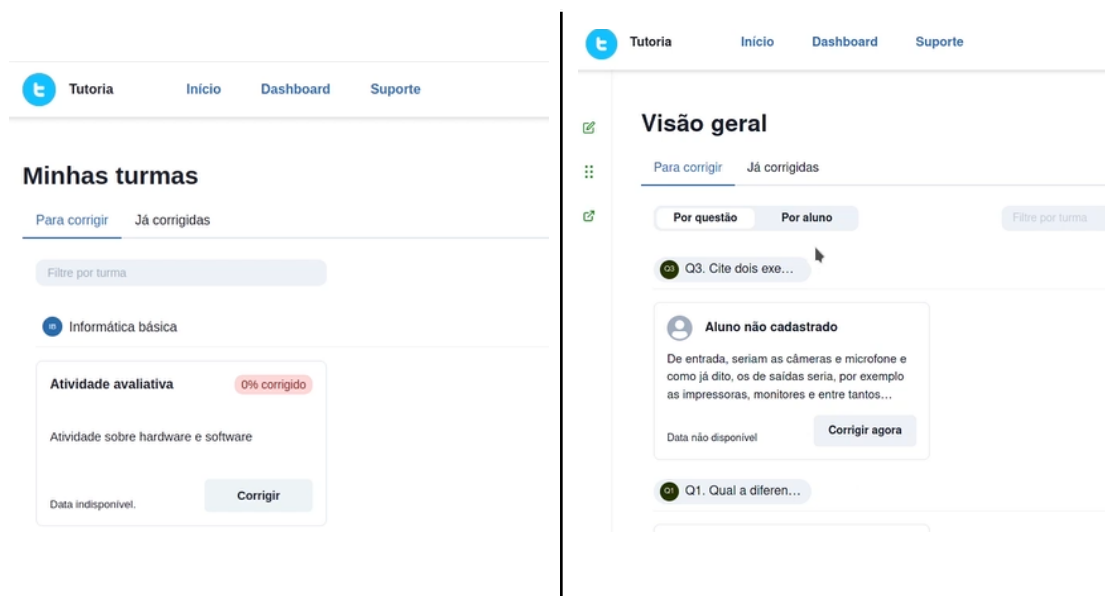 Tutoria Início Dashboard Suporte
Minhas turmas
Para corrigir Já corrigidas
Filtre por turma
IB Informática básica
Atividade avaliativa 0% corrigido
Atividade sobre hardware e software
Data indisponível. Corrigir
Tutoria Início Dashboard Suporte
Visão geral
Para corrigir Já corrigidas
Por questão Por aluno Filtre por turma
Q3 Q3. Cite dois exe...
Aluno não cadastrado
De entrada, seriam as câmeras e microfone e
como já dito, os de saídas seria, por exemplo
as impressoras, monitores e entre tantos...
Data não disponível Corrigir agora
Q1 Q1. Qual a diferen...